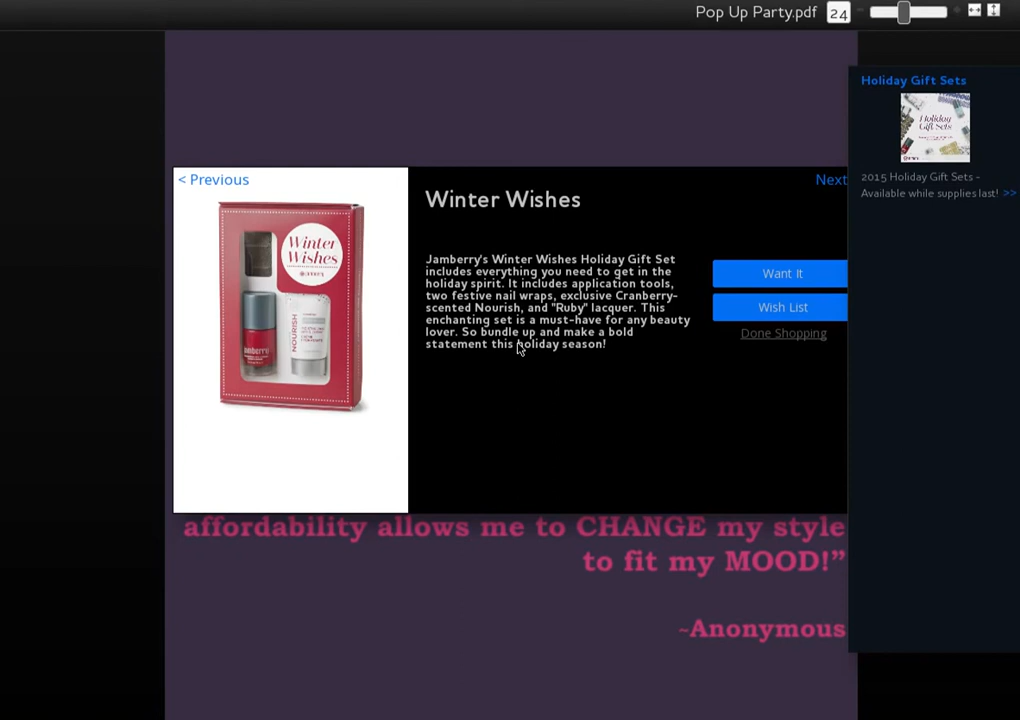 Pop Up Party.pdf 24
Holiday Gift Sets
Holiday
Gift Sets
2015 Holiday Gift Sets -
Available while supplies last! >>
< Previous
Next
Winter
Wishes
NOURISH
Winter Wishes
Jamberry's Winter Wishes Holiday Gift Set
includes everything you need to get in the
holiday spirit. It includes application tools,
two festive nail wraps, exclusive Cranberry-
scented Nourish, and "Ruby" lacquer. This
enchanting set is a must-have for any beauty
lover. So bundle up and make a bold
statement this holiday season!
Want It
Wish List
Done Shopping
affordability allows me to CHANGE my style
to fit my MOOD!”
~Anonymous